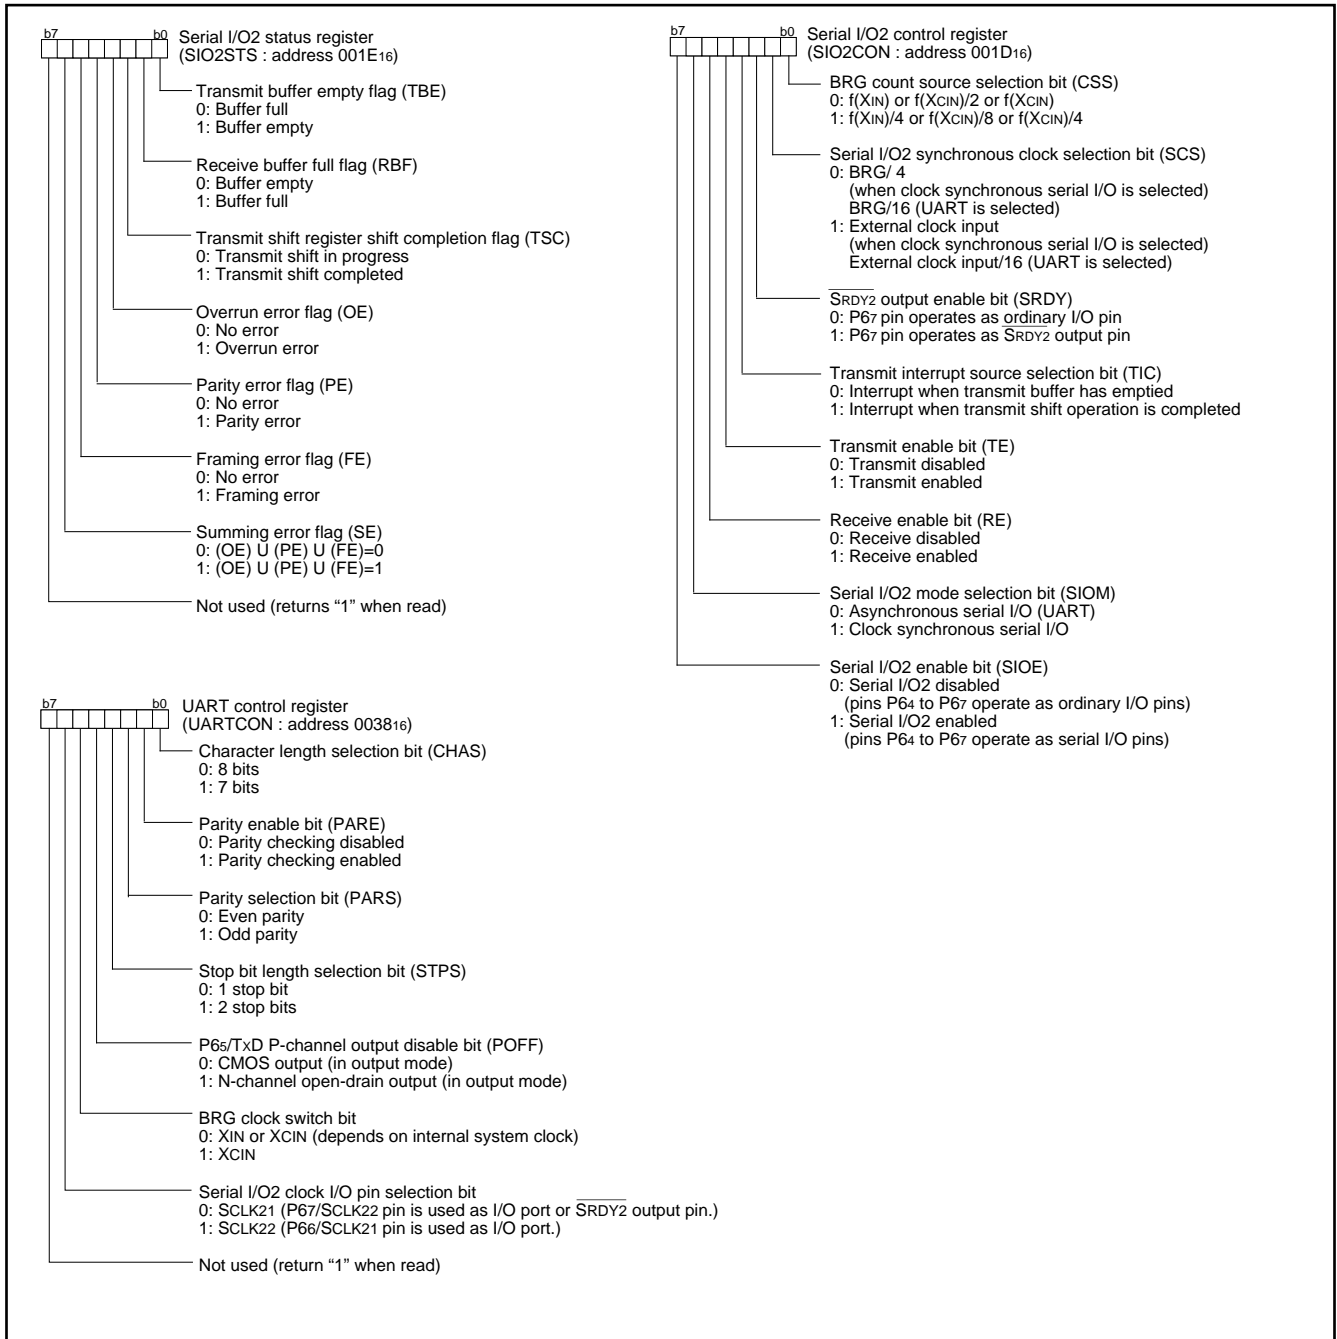 b7 b0 Serial I/O2 status register
(SIO2STS : address 001E16)
Transmit buffer empty flag (TBE)
0: Buffer full
1: Buffer empty
Receive buffer full flag (RBF)
0: Buffer empty
1: Buffer full
Transmit shift register shift completion flag (TSC)
0: Transmit shift in progress
1: Transmit shift completed
Overrun error flag (OE)
0: No error
1: Overrun error
Parity error flag (PE)
0: No error
1: Parity error
Framing error flag (FE)
0: No error
1: Framing error
Summing error flag (SE)
0: (OE) U (PE) U (FE)=0
1: (OE) U (PE) U (FE)=1
Not used (returns “1” when read)
b7 b0 UART control register
(UARTCON : address 003816)
Character length selection bit (CHAS)
0: 8 bits
1: 7 bits
Parity enable bit (PARE)
0: Parity checking disabled
1: Parity checking enabled
Parity selection bit (PARS)
0: Even parity
1: Odd parity
Stop bit length selection bit (STPS)
0: 1 stop bit
1: 2 stop bits
P65/TXD P-channel output disable bit (POFF)
0: CMOS output (in output mode)
1: N-channel open-drain output (in output mode)
BRG clock switch bit
0: XIN or XCIN (depends on internal system clock)
1: XCIN
Serial I/O2 clock I/O pin selection bit
0: SCLK21 (P67/SCLK22 pin is used as I/O port or SRDY2 output pin.)
1: SCLK22 (P66/SCLK21 pin is used as I/O port.)
Not used (return “1” when read)
b7 b0 Serial I/O2 control register
(SIO2CON : address 001D16)
BRG count source selection bit (CSS)
0: f(XIN) or f(XCIN)/2 or f(XCIN)
1: f(XIN)/4 or f(XCIN)/8 or f(XCIN)/4
Serial I/O2 synchronous clock selection bit (SCS)
0: BRG/ 4
(when clock synchronous serial I/O is selected)
BRG/16 (UART is selected)
1: External clock input
(when clock synchronous serial I/O is selected)
External clock input/16 (UART is selected)
SRDY2 output enable bit (SRDY)
0: P67 pin operates as ordinary I/O pin
1: P67 pin operates as SRDY2 output pin
Transmit interrupt source selection bit (TIC)
0: Interrupt when transmit buffer has emptied
1: Interrupt when transmit shift operation is completed
Transmit enable bit (TE)
0: Transmit disabled
1: Transmit enabled
Receive enable bit (RE)
0: Receive disabled
1: Receive enabled
Serial I/O2 mode selection bit (SIOM)
0: Asynchronous serial I/O (UART)
1: Clock synchronous serial I/O
Serial I/O2 enable bit (SIOE)
0: Serial I/O2 disabled
(pins P64 to P67 operate as ordinary I/O pins)
1: Serial I/O2 enabled
(pins P64 to P67 operate as serial I/O pins)